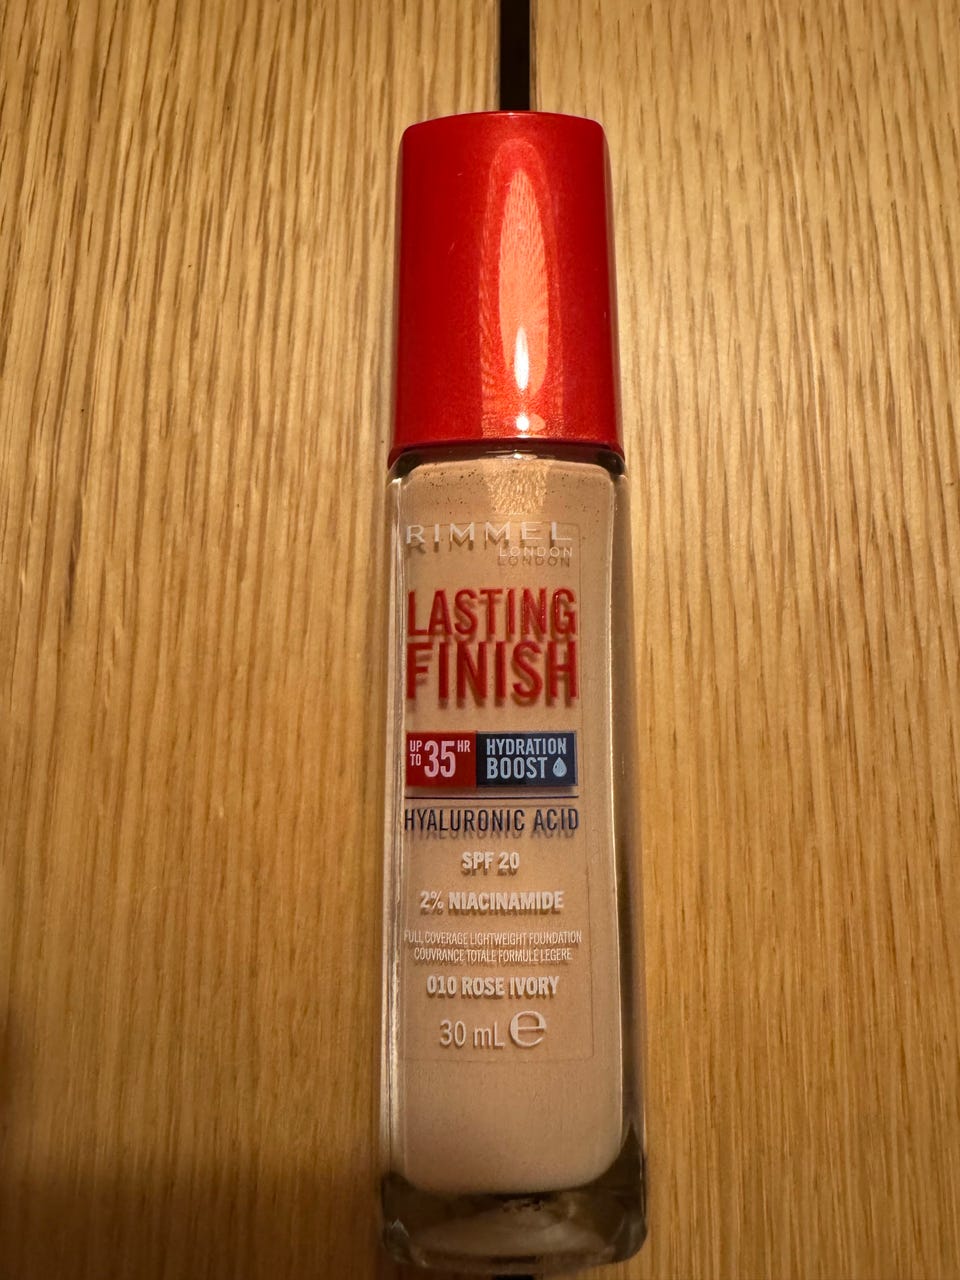 RIMMEL
LONDON
LASTING
FINISH
UP TO 35 HR
HYDRATION
BOOST
HYALURONIC ACID
SPF 20
2% NIACINAMIDE
FULL COVERAGE LIGHTWEIGHT FOUNDATION
COUVRANCE TOTALE FORMULE LÉGÈRE
010 ROSE IVORY
30 mL ℮